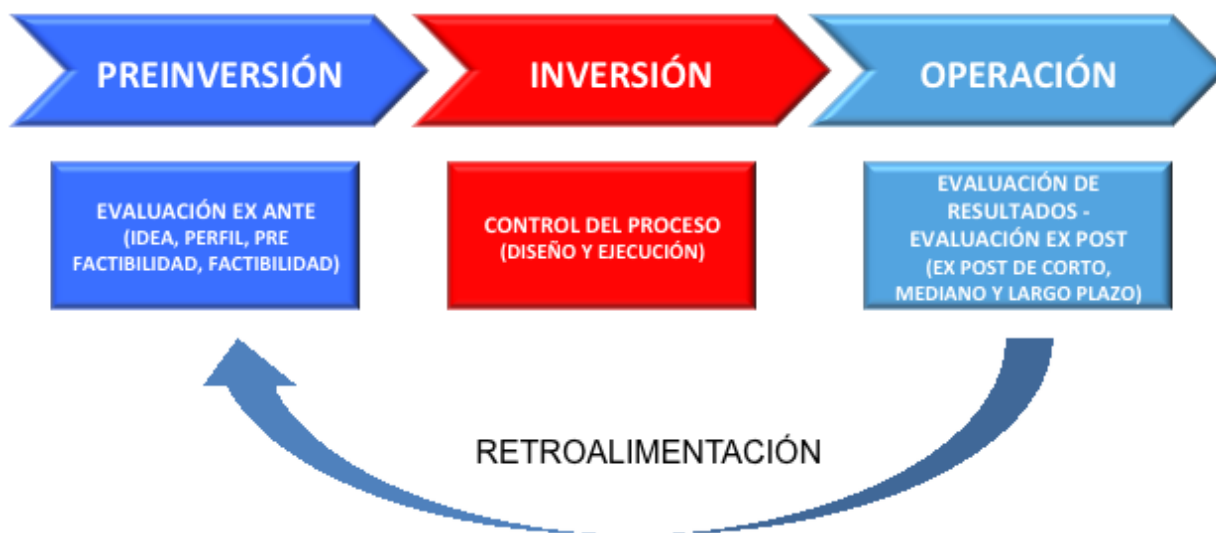 PREINVERSIÓN
INVERSIÓN
OPERACIÓN
EVALUACIÓN EX ANTE
(IDEA, PERFIL, PRE
FACTIBILIDAD, FACTIBILIDAD)
CONTROL DEL PROCESO
(DISEÑO Y EJECUCIÓN)
EVALUACIÓN DE
RESULTADOS -
EVALUACIÓN EX POST
(EX POST DE CORTO,
MEDIANO Y LARGO PLAZO)
RETROALIMENTACIÓN